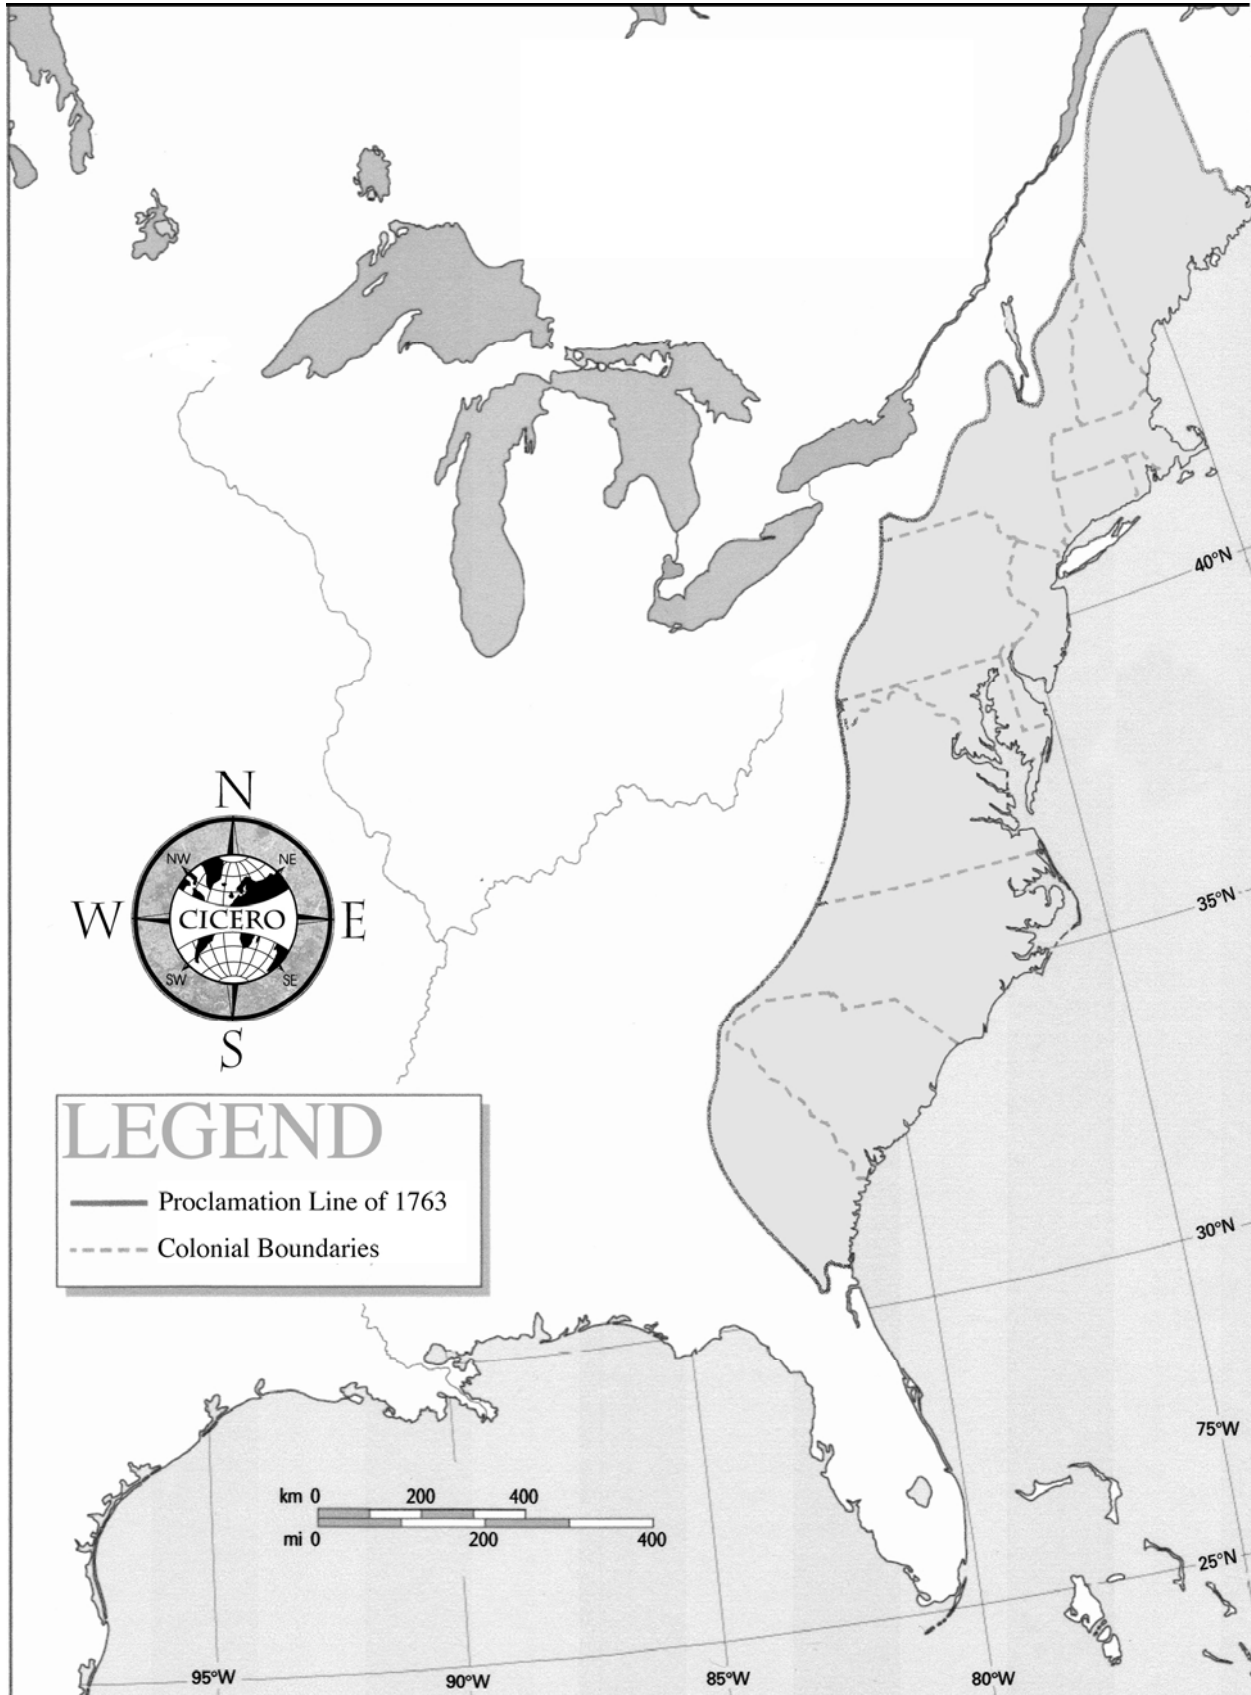 40°N
N
NW
NE
W
CICERO
E
35°N
SW
SE
S
LEGEND
Proclamation Line of 1763
Colonial Boundaries
30°N
75°W
km 0 200 400
mi 0 200 400
25°N
95°W
90°W
85°W
80°W